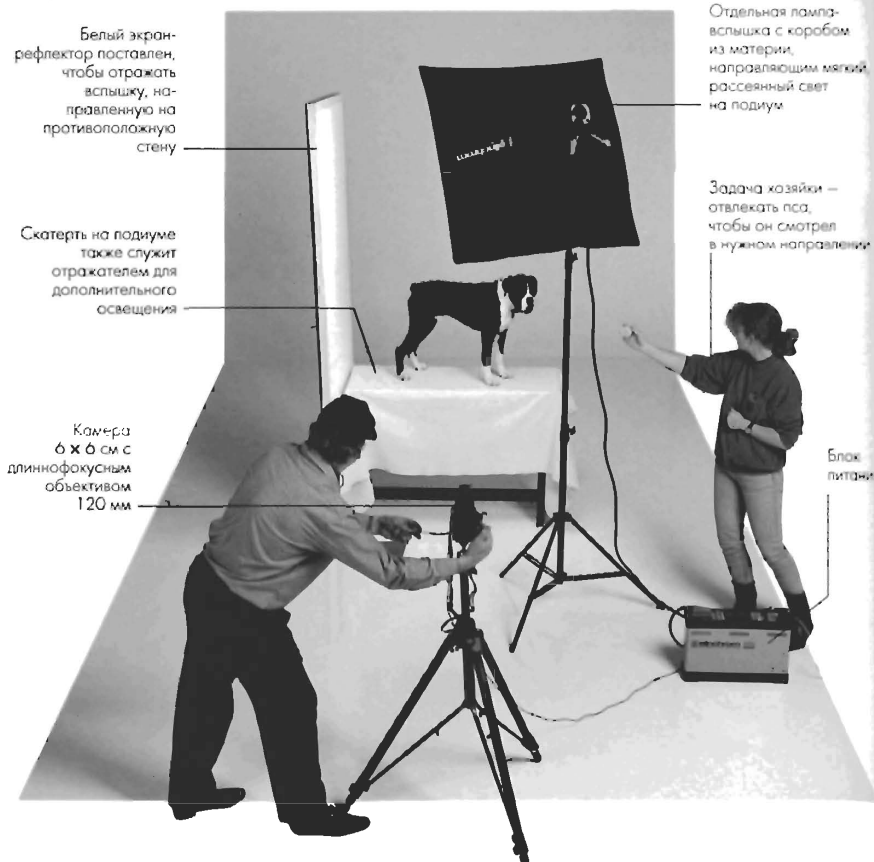 Белый экран-
рефлектор поставлен,
чтобы отражать
вспышку, на-
правленную на
противоположную
стену
Отдельная лампа-
вспышка с коробом
из материи,
направляющим мягкий,
рассеянный свет
на подиум
Задача хозяйки –
отвлекать пса,
чтобы он смотрел
в нужном направлении
Скатерть на подиуме
также служит
отражателем для
дополнительного
освещения
Камера
6 x 6 см с
длиннофокусным
объективом
120 мм
Блок
питани